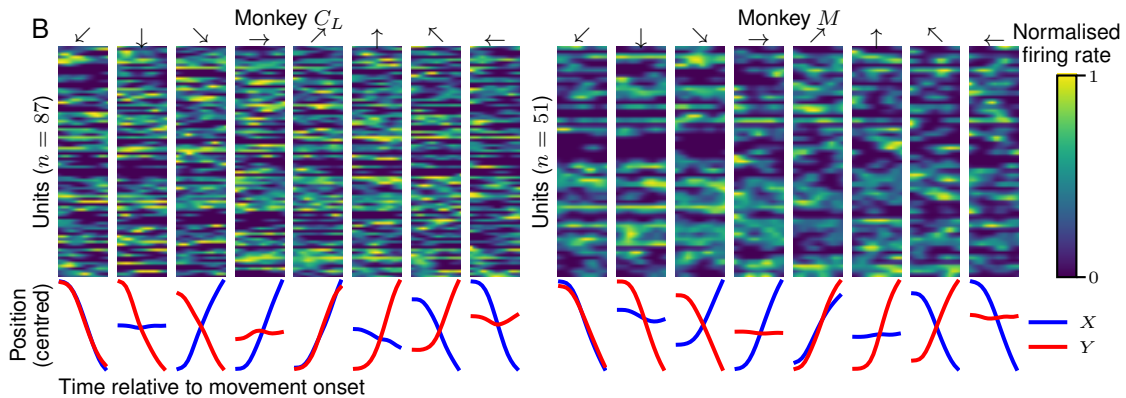 B
Monkey C_L
Monkey M
↙ ↓ ↘ → ↗ ↑ ↖ ←
↙ ↓ ↘ → ↗ ↑ ↖ ←
Normalised
firing rate
1
0
Units (n = 87)
Units (n = 51)
Position
(centred)
X
Y
Time relative to movement onset